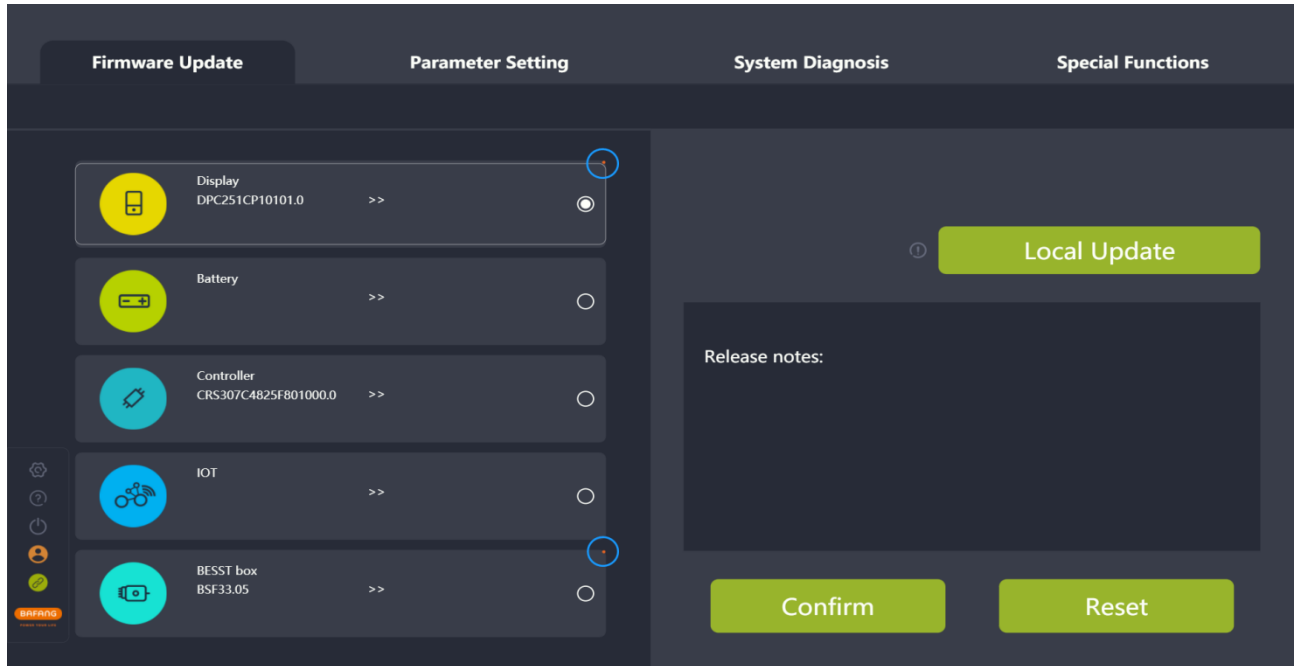 Firmware Update
Parameter Setting
System Diagnosis
Special Functions
Display
DPC251CP10101.0 >>
Battery
>>
Controller
CRS307C4825F801000.0 >>
IOT
>>
BESST box
BSF33.05 >>
Local Update
Release notes:
Confirm
Reset
BAFANG